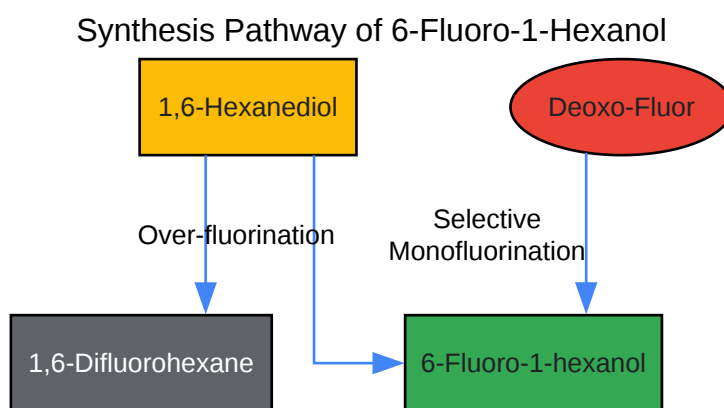 Synthesis Pathway of 6-Fluoro-1-Hexanol
1,6-Hexanediol
Deoxo-Fluor
Over-fluorination
Selective
Monofluorination
1,6-Difluorohexane
6-Fluoro-1-hexanol